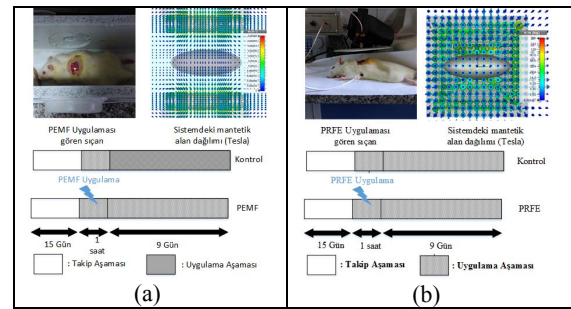 PEMF Uygulaması
gören sıçan
Sistemdeki mantetik
alan dağılımı (Tesla)
Kontrol
PEMF Uygulama
PEMF
15 Gün
1
saat
9 Gün
: Takip Aşaması
: Uygulama Aşaması
(a)
PRFE Uygulaması
gören sıçan
Sistemdeki mantetik
alan dağılımı (Tesla)
Kontrol
PRFE Uygulama
PRFE
15 Gün
1 saat
9 Gün
: Takip Aşaması
: Uygulama Aşaması
(b)